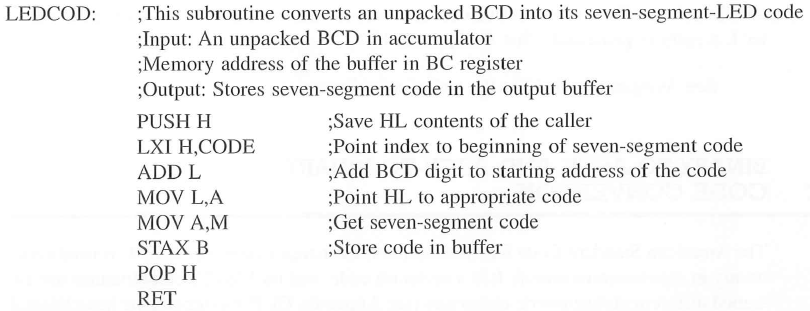 LEDCOD: ;This subroutine converts an unpacked BCD into its seven-segment-LED code
;Input: An unpacked BCD in accumulator
;Memory address of the buffer in BC register
;Output: Stores seven-segment code in the output buffer
PUSH H ;Save HL contents of the caller
LXI H,CODE ;Point index to beginning of seven-segment code
ADD L ;Add BCD digit to starting address of the code
MOV L,A ;Point HL to appropriate code
MOV A,M ;Get seven-segment code
STAX B ;Store code in buffer
POP H
RET